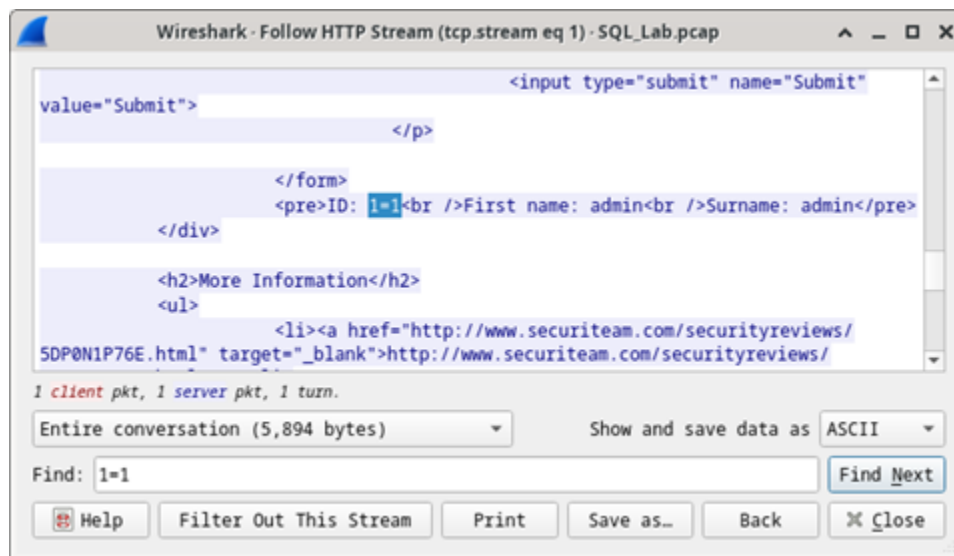 Wireshark · Follow HTTP Stream (tcp.stream eq 1) · SQL_Lab.pcap
<input type="submit" name="Submit"
value="Submit">
</p>
</form>
<pre>ID: 1=1<br />First name: admin<br />Surname: admin</pre>
</div>
<h2>More Information</h2>
<ul>
<li><a href="http://www.securiteam.com/securityreviews/
5DP0N1P76E.html" target="_blank">http://www.securiteam.com/securityreviews/
1 client pkt, 1 server pkt, 1 turn.
Entire conversation (5,894 bytes)
Show and save data as ASCII
Find: 1=1
Find Next
Help
Filter Out This Stream
Print
Save as…
Back
Close